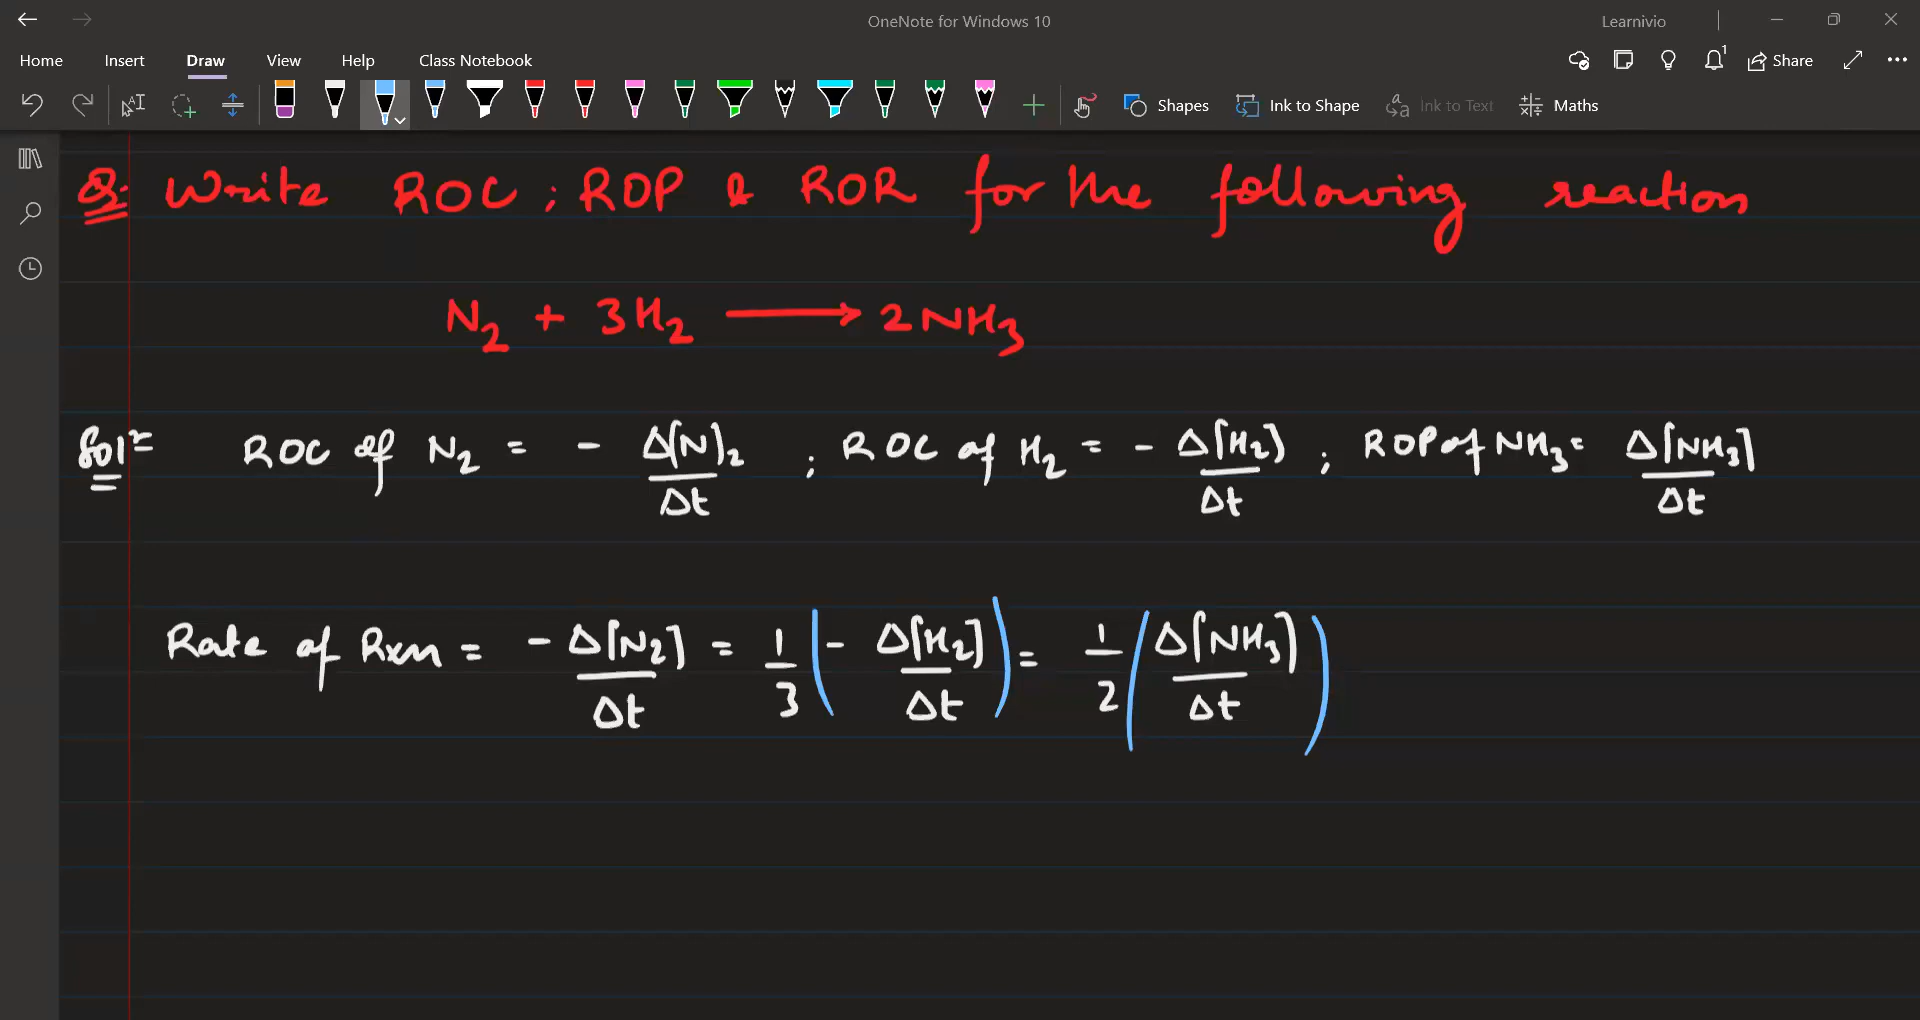 OneNote for Windows 10 Learnivio
Home Insert Draw View Help Class Notebook 1 Share
Shapes Ink to Shape Ink to Text Maths
Q. Write ROC ; ROP & ROR for the following reaction
N₂ + 3H₂ ⟶ 2NH₃
Solⁿ ROC of N₂ = - Δ[N]₂/Δt ; ROC of H₂ = - Δ[H₂]/Δt ; ROP of NH₃ = Δ[NH₃]/Δt
Rate of Rxn = - Δ[N₂]/Δt = 1/3 (- Δ[H₂]/Δt) = 1/2 (Δ[NH₃]/Δt)